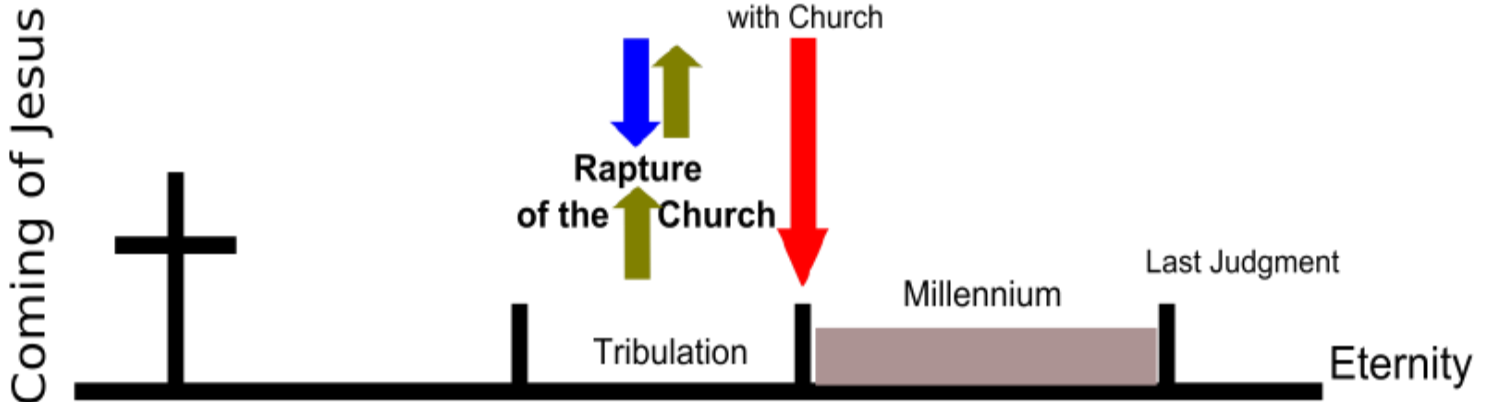 Coming of Jesus
with Church
Rapture
of the Church
Last Judgment
Millennium
Tribulation
Eternity